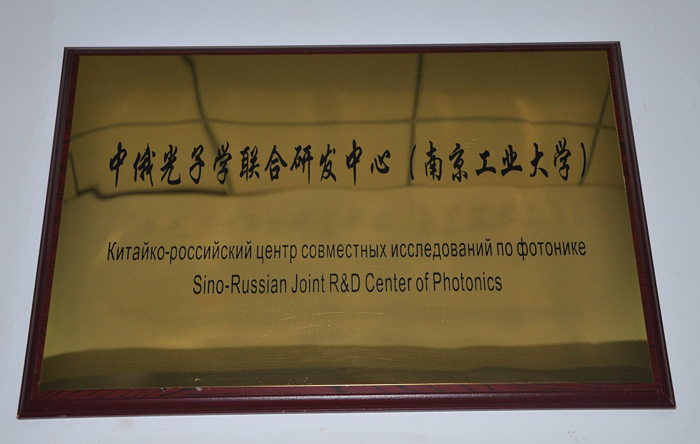 中俄光子学联合研发中心（南京工业大学）
Китайко-российский центр совместных исследований по фотонике
Sino-Russian Joint R&D Center of Photonics